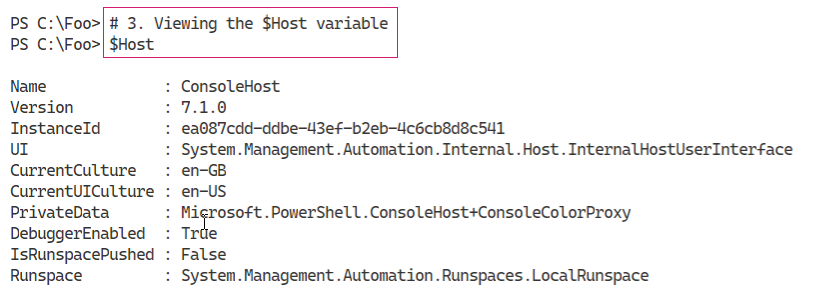 PS C:\Foo> # 3. Viewing the $Host variable
PS C:\Foo> $Host
Name             : ConsoleHost
Version          : 7.1.0
InstanceId       : ea087cdd-ddbe-43ef-b2eb-4c6cb8d8c541
UI               : System.Management.Automation.Internal.Host.InternalHostUserInterface
CurrentCulture   : en-GB
CurrentUICulture : en-US
PrivateData      : Microsoft.PowerShell.ConsoleHost+ConsoleColorProxy
DebuggerEnabled  : True
IsRunspacePushed : False
Runspace         : System.Management.Automation.Runspaces.LocalRunspace